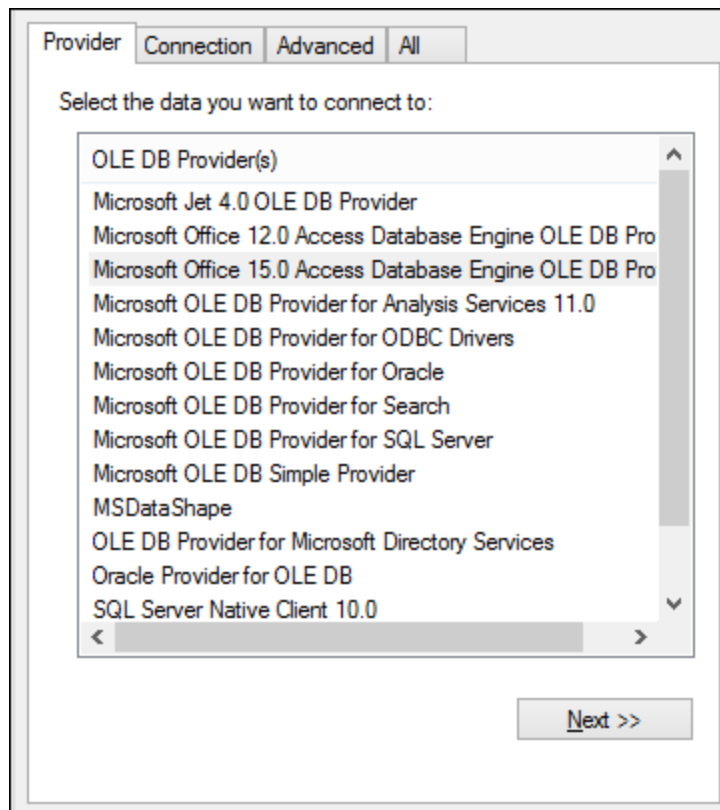 Provider Connection Advanced All
Select the data you want to connect to:
OLE DB Provider(s)
Microsoft Jet 4.0 OLE DB Provider
Microsoft Office 12.0 Access Database Engine OLE DB Pro
Microsoft Office 15.0 Access Database Engine OLE DB Pro
Microsoft OLE DB Provider for Analysis Services 11.0
Microsoft OLE DB Provider for ODBC Drivers
Microsoft OLE DB Provider for Oracle
Microsoft OLE DB Provider for Search
Microsoft OLE DB Provider for SQL Server
Microsoft OLE DB Simple Provider
MSDataShape
OLE DB Provider for Microsoft Directory Services
Oracle Provider for OLE DB
SQL Server Native Client 10.0
Next >>